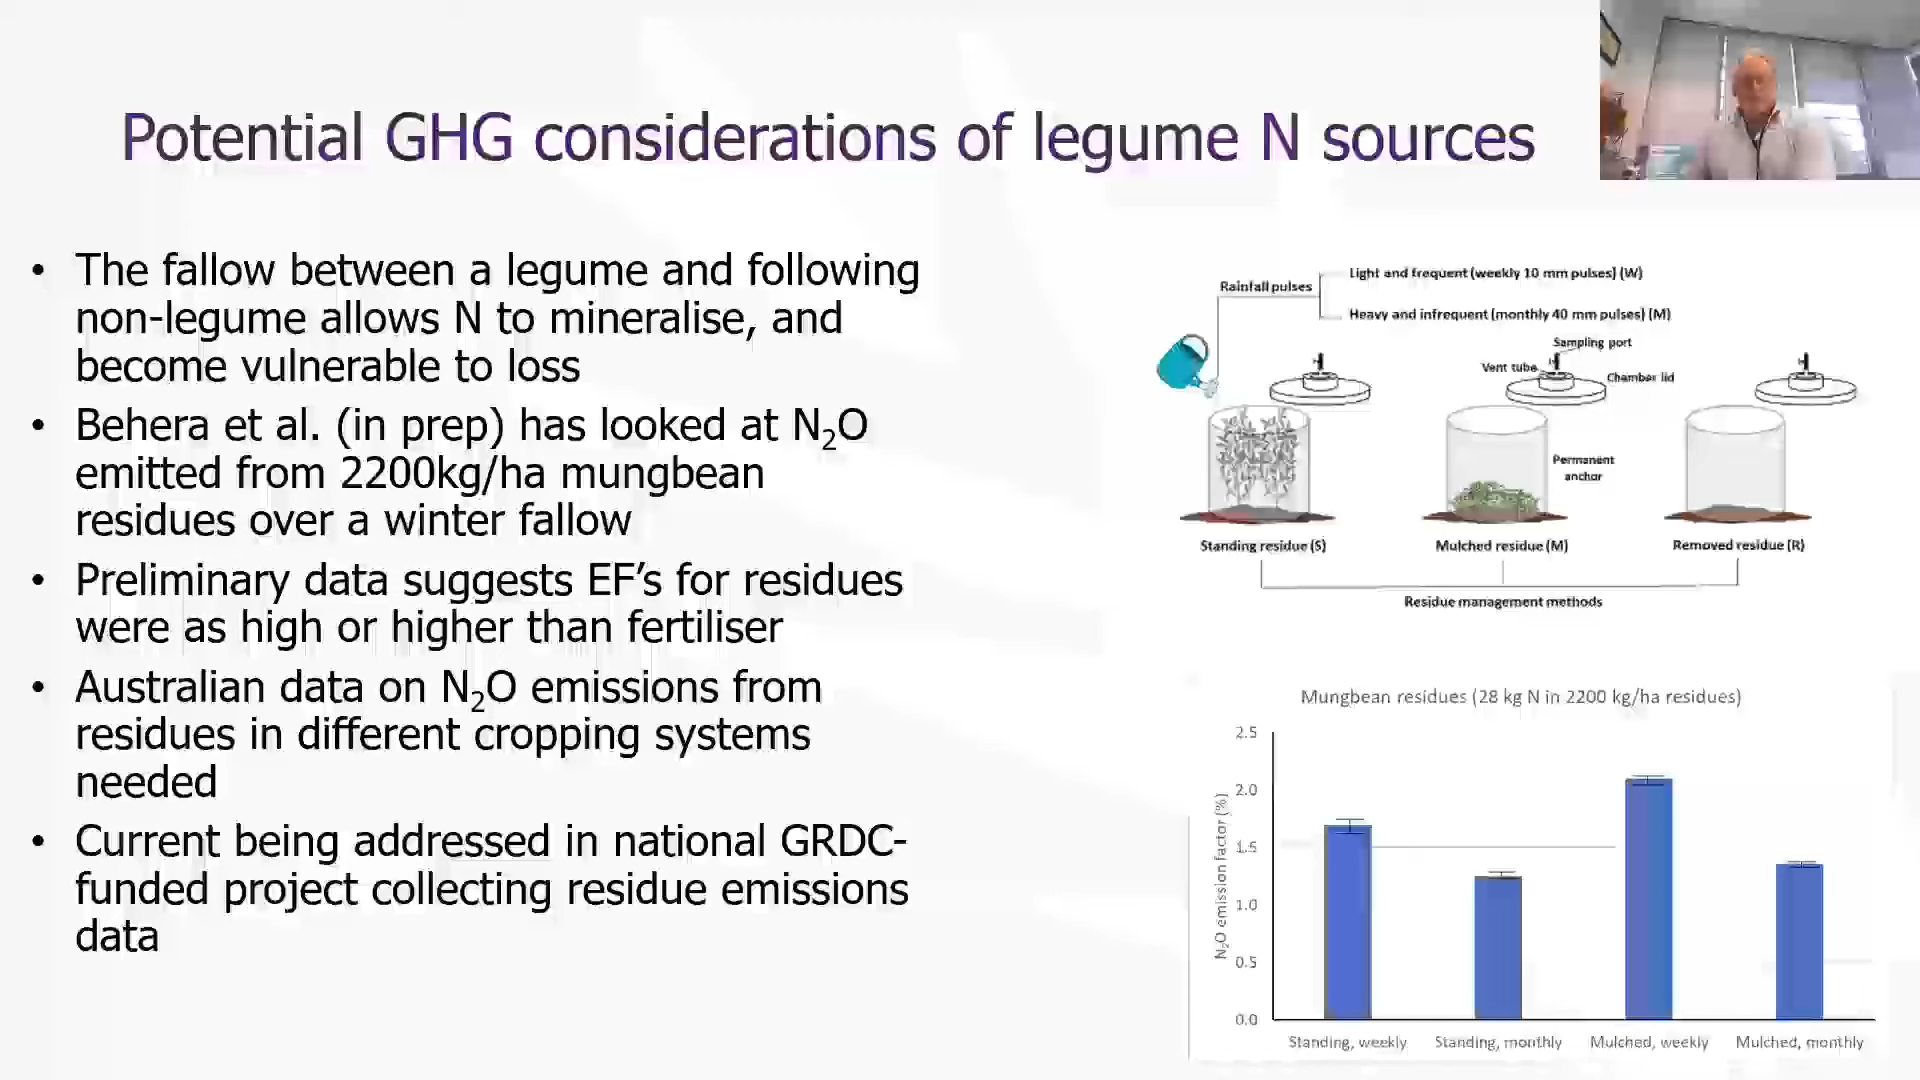 Potential GHG considerations of legume N sources
• The fallow between a legume and following
non-legume allows N to mineralise, and
become vulnerable to loss
• Behera et al. (in prep) has looked at N₂O
emitted from 2200kg/ha mungbean
residues over a winter fallow
• Preliminary data suggests EF’s for residues
were as high or higher than fertiliser
• Australian data on N₂O emissions from
residues in different cropping systems
needed
• Current being addressed in national GRDC-
funded project collecting residue emissions
data
Light and frequent (weekly 10 mm pulses) (W)
Rainfall pulses
Heavy and infrequent (monthly 40 mm pulses) (M)
Sampling port
Vent tube
Chamber lid
Permanent
anchor
Standing residue (S)
Mulched residue (M)
Removed residue (R)
Residue management methods
Mungbean residues (28 kg N in 2200 kg/ha residues)
N₂O emission factor (%)
2.5
2.0
1.5
1.0
0.5
0.0
Standing, weekly
Standing, monthly
Mulched, weekly
Mulched, monthly